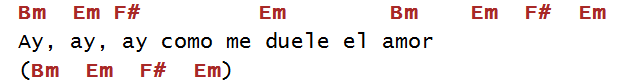 Bm  Em F#         Em        Bm    Em  F#  Em
Ay, ay, ay como me duele el amor
(Bm  Em  F#  Em)